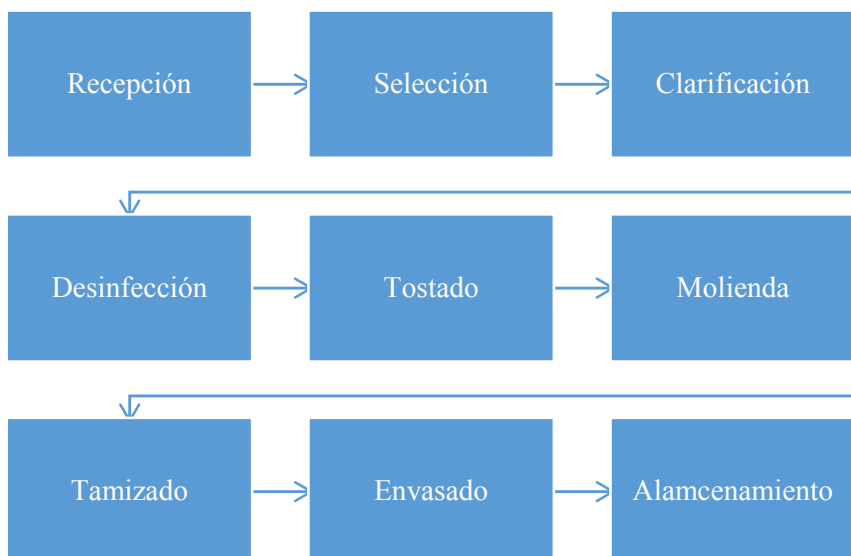 Recepción
Selección
Clarificación
Desinfección
Tostado
Molienda
Tamizado
Envasado
Alamcenamiento